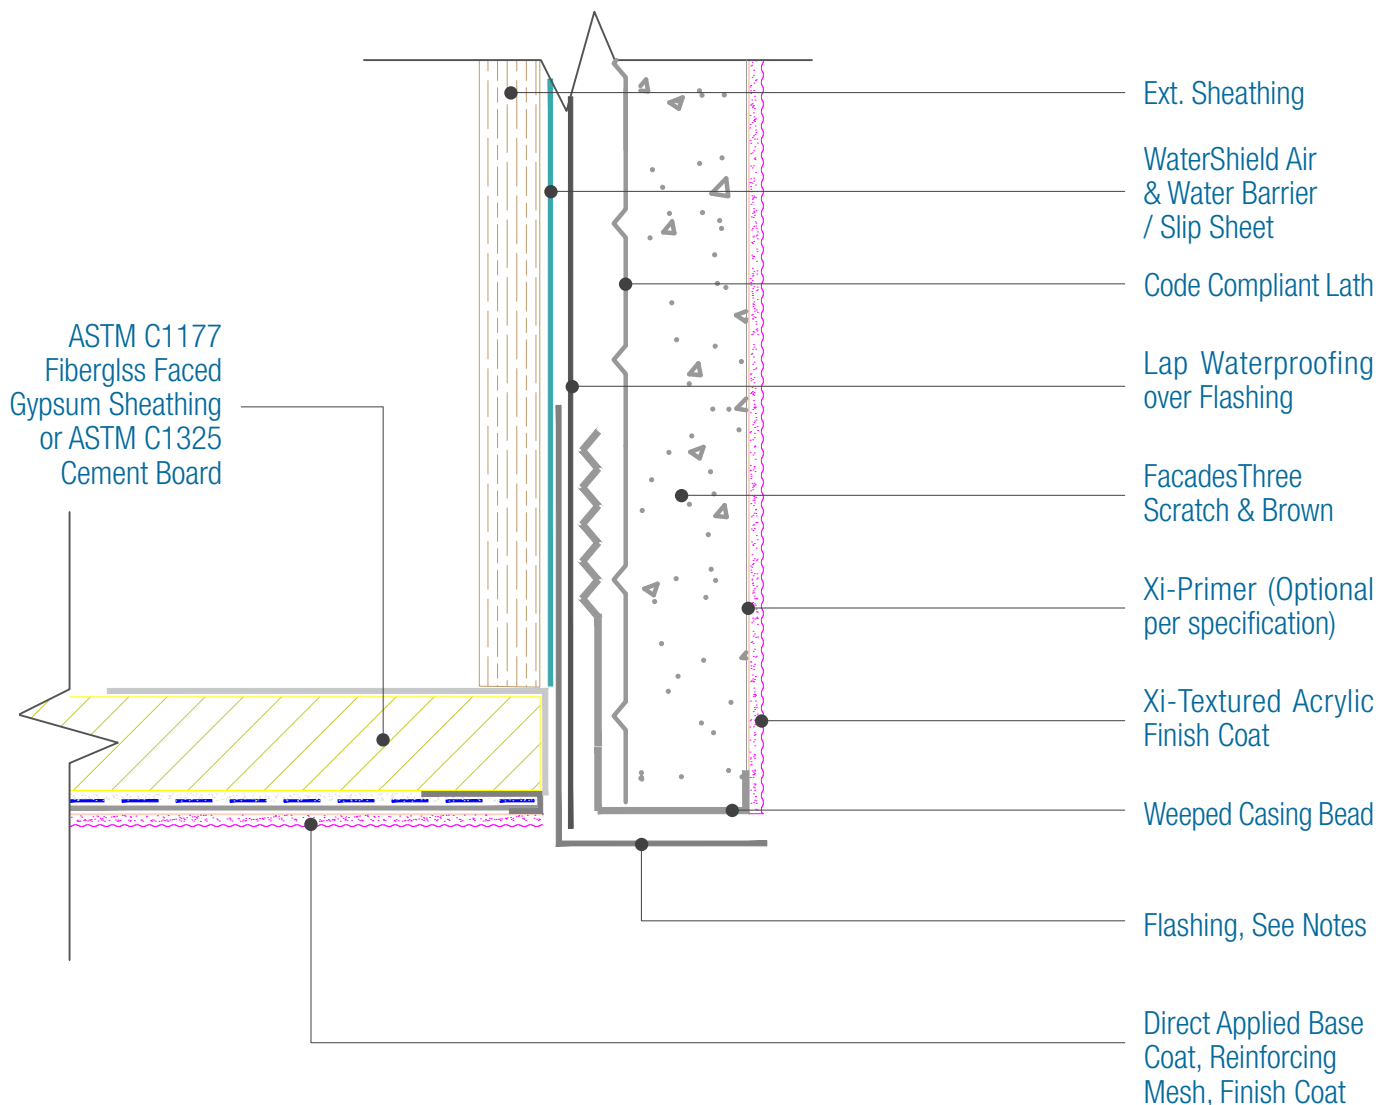 Ext. Sheathing
WaterShield Air
& Water Barrier
/ Slip Sheet
Code Compliant Lath
ASTM C1177
Fiberglss Faced
Gypsum Sheathing
or ASTM C1325
Cement Board
Lap Waterproofing
over Flashing
FacadesThree
Scratch & Brown
Xi-Primer (Optional
per specification)
Xi-Textured Acrylic
Finish Coat
Weeped Casing Bead
Flashing, See Notes
Direct Applied Base
Coat, Reinforcing
Mesh, Finish Coat